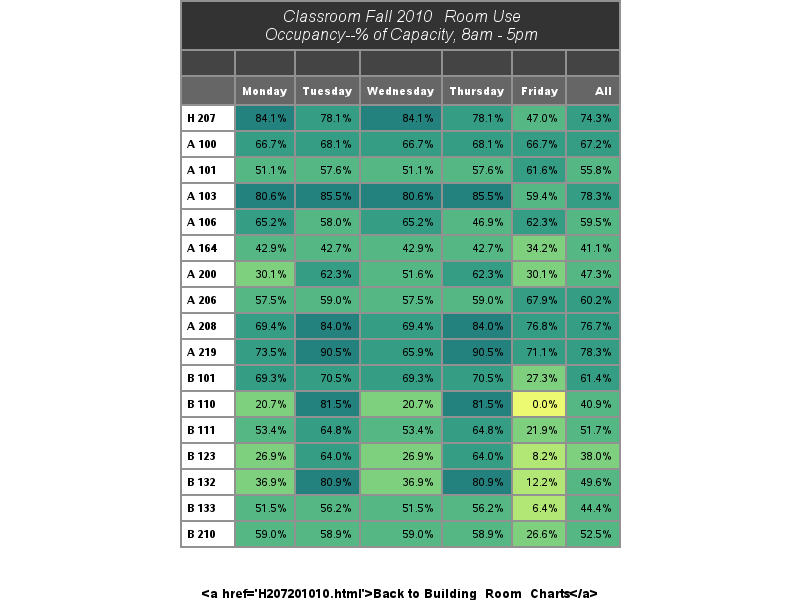 Classroom Fall 2010 Room Use
Occupancy--% of Capacity, 8am - 5pm
Monday Tuesday Wednesday Thursday Friday All
H 207 84.1% 78.1% 84.1% 78.1% 47.0% 74.3%
A 100 66.7% 68.1% 66.7% 68.1% 66.7% 67.2%
A 101 51.1% 57.6% 51.1% 57.6% 61.6% 55.8%
A 103 80.6% 85.5% 80.6% 85.5% 59.4% 78.3%
A 106 65.2% 58.0% 65.2% 46.9% 62.3% 59.5%
A 164 42.9% 42.7% 42.9% 42.7% 34.2% 41.1%
A 200 30.1% 62.3% 51.6% 62.3% 30.1% 47.3%
A 206 57.5% 59.0% 57.5% 59.0% 67.9% 60.2%
A 208 69.4% 84.0% 69.4% 84.0% 76.8% 76.7%
A 219 73.5% 90.5% 65.9% 90.5% 71.1% 78.3%
B 101 69.3% 70.5% 69.3% 70.5% 27.3% 61.4%
B 110 20.7% 81.5% 20.7% 81.5% 0.0% 40.9%
B 111 53.4% 64.8% 53.4% 64.8% 21.9% 51.7%
B 123 26.9% 64.0% 26.9% 64.0% 8.2% 38.0%
B 132 36.9% 80.9% 36.9% 80.9% 12.2% 49.6%
B 133 51.5% 56.2% 51.5% 56.2% 6.4% 44.4%
B 210 59.0% 58.9% 59.0% 58.9% 26.6% 52.5%
<a href='H207201010.html'>Back to Building Room Charts</a>